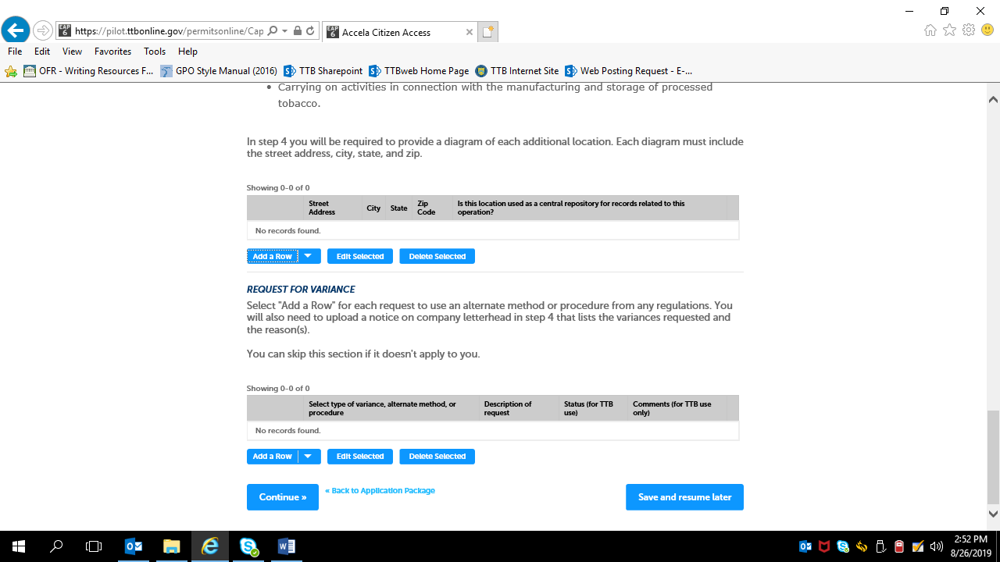 https://pilot.ttbonline.gov/permitsonline/Cap
EAP 6 Accela Citizen Access
File Edit View Favorites Tools Help
OFR - Writing Resources F... GPO Style Manual (2016) TTB Sharepoint TTBweb Home Page TTB Internet Site Web Posting Request - E-...
• Carrying on activities in connection with the manufacturing and storage of processed
tobacco.
In step 4 you will be required to provide a diagram of each additional location. Each diagram must include
the street address, city, state, and zip.
Showing 0-0 of 0
Street Address City State Zip Code Is this location used as a central repository for records related to this operation?
No records found.
Add a Row Edit Selected Delete Selected
REQUEST FOR VARIANCE
Select "Add a Row" for each request to use an alternate method or procedure from any regulations. You
will also need to upload a notice on company letterhead in step 4 that lists the variances requested and
the reason(s).
You can skip this section if it doesn't apply to you.
Showing 0-0 of 0
Select type of variance, alternate method, or procedure Description of request Status (for TTB use) Comments (for TTB use only)
No records found.
Add a Row Edit Selected Delete Selected
Continue » « Back to Application Package Save and resume later
2:52 PM
8/26/2019